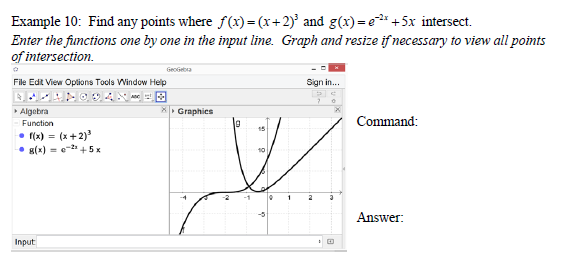 Example 10:  Find any points where f(x) = (x+2)³ and g(x) = e⁻²ˣ + 5x intersect.
Enter the functions one by one in the input line.  Graph and resize if necessary to view all points
of intersection.
GeoGebra
File Edit View Options Tools Window Help
Sign in...
ABC
Algebra
Graphics
Function
f(x) = (x + 2)³
g(x) = e⁻²ˣ + 5 x
g
15
10
5
0
-4 -3 -2 -1 0 1 2 3
-5
f
Input:
Command:
Answer: